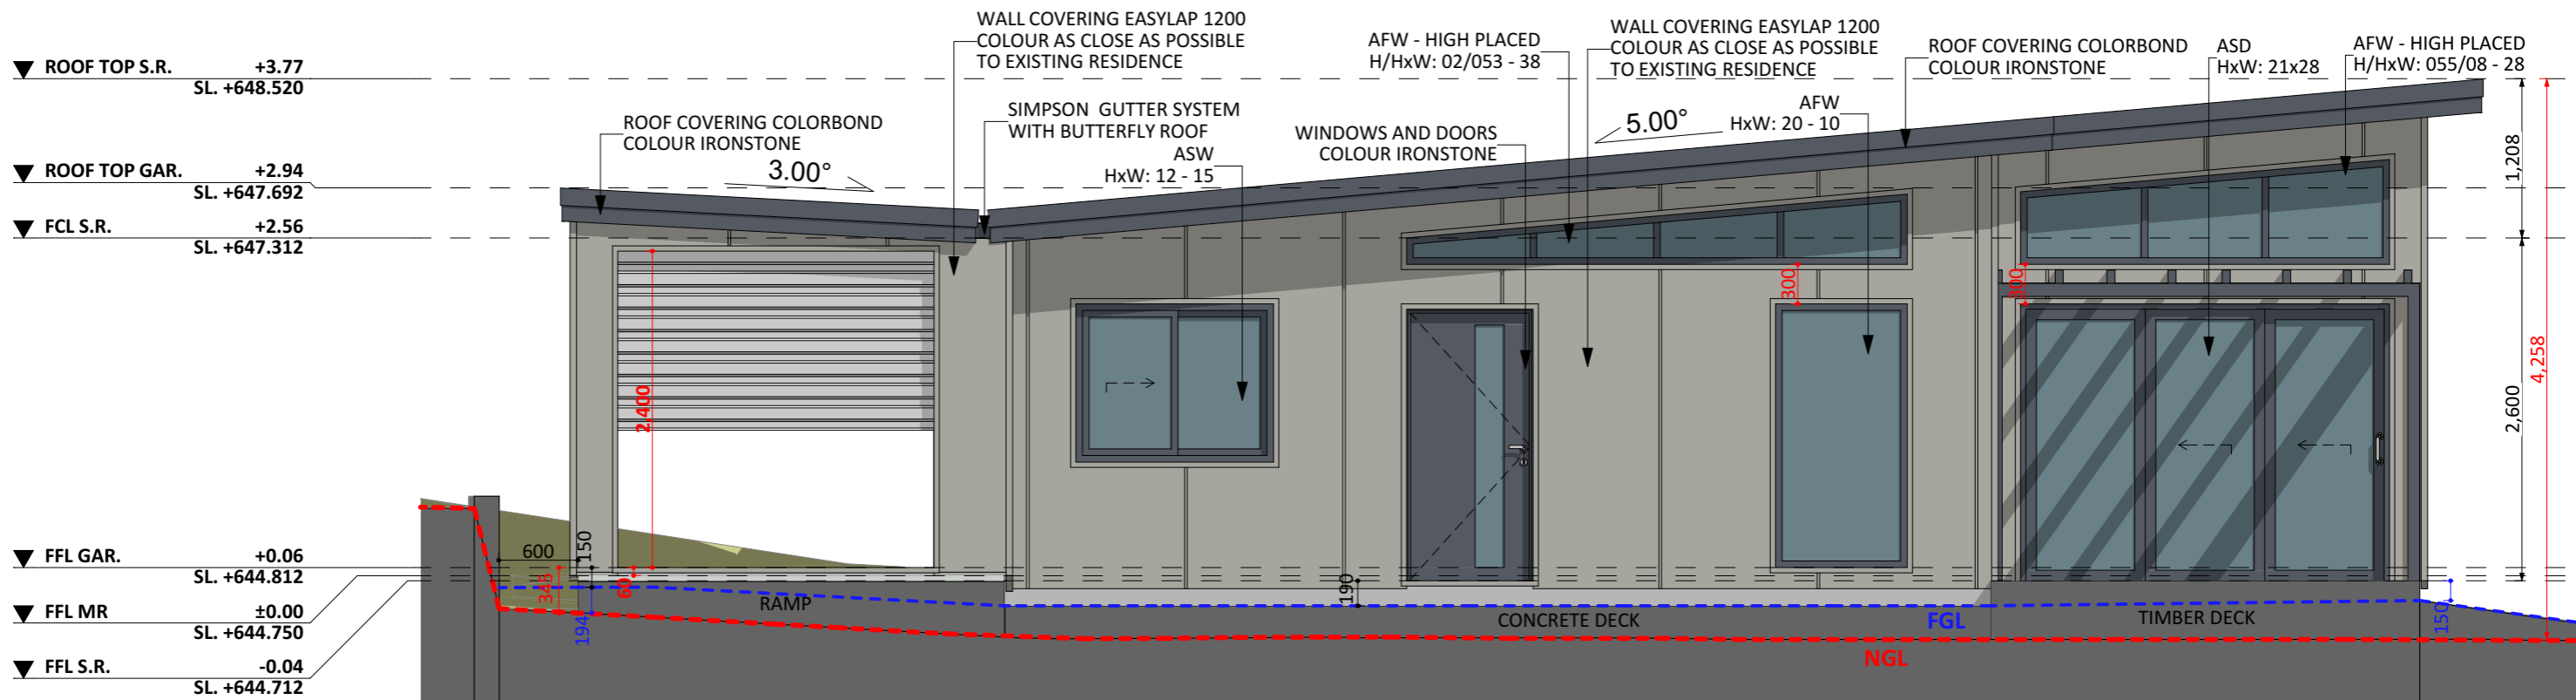 ROOF TOP S.R. +3.77
SL. +648.520
ROOF TOP GAR. +2.94
SL. +647.692
FCL S.R. +2.56
SL. +647.312
FFL GAR. +0.06
SL. +644.812
FFL MR ±0.00
SL. +644.750
FFL S.R. -0.04
SL. +644.712
ROOF COVERING COLORBOND
COLOUR IRONSTONE
3.00°
WALL COVERING EASYLAP 1200
COLOUR AS CLOSE AS POSSIBLE
TO EXISTING RESIDENCE
SIMPSON GUTTER SYSTEM
WITH BUTTERFLY ROOF
ASW
HxW: 12 - 15
AFW - HIGH PLACED
H/HxW: 02/053 - 38
WINDOWS AND DOORS
COLOUR IRONSTONE
WALL COVERING EASYLAP 1200
COLOUR AS CLOSE AS POSSIBLE
TO EXISTING RESIDENCE
5.00°
AFW
HxW: 20 - 10
ROOF COVERING COLORBOND
COLOUR IRONSTONE
ASD
HxW: 21x28
AFW - HIGH PLACED
H/HxW: 055/08 - 28
1,208
2,600
4,258
2,400
300
300
600
150
345
60
194
190
150
RAMP
CONCRETE DECK
FGL
TIMBER DECK
NGL